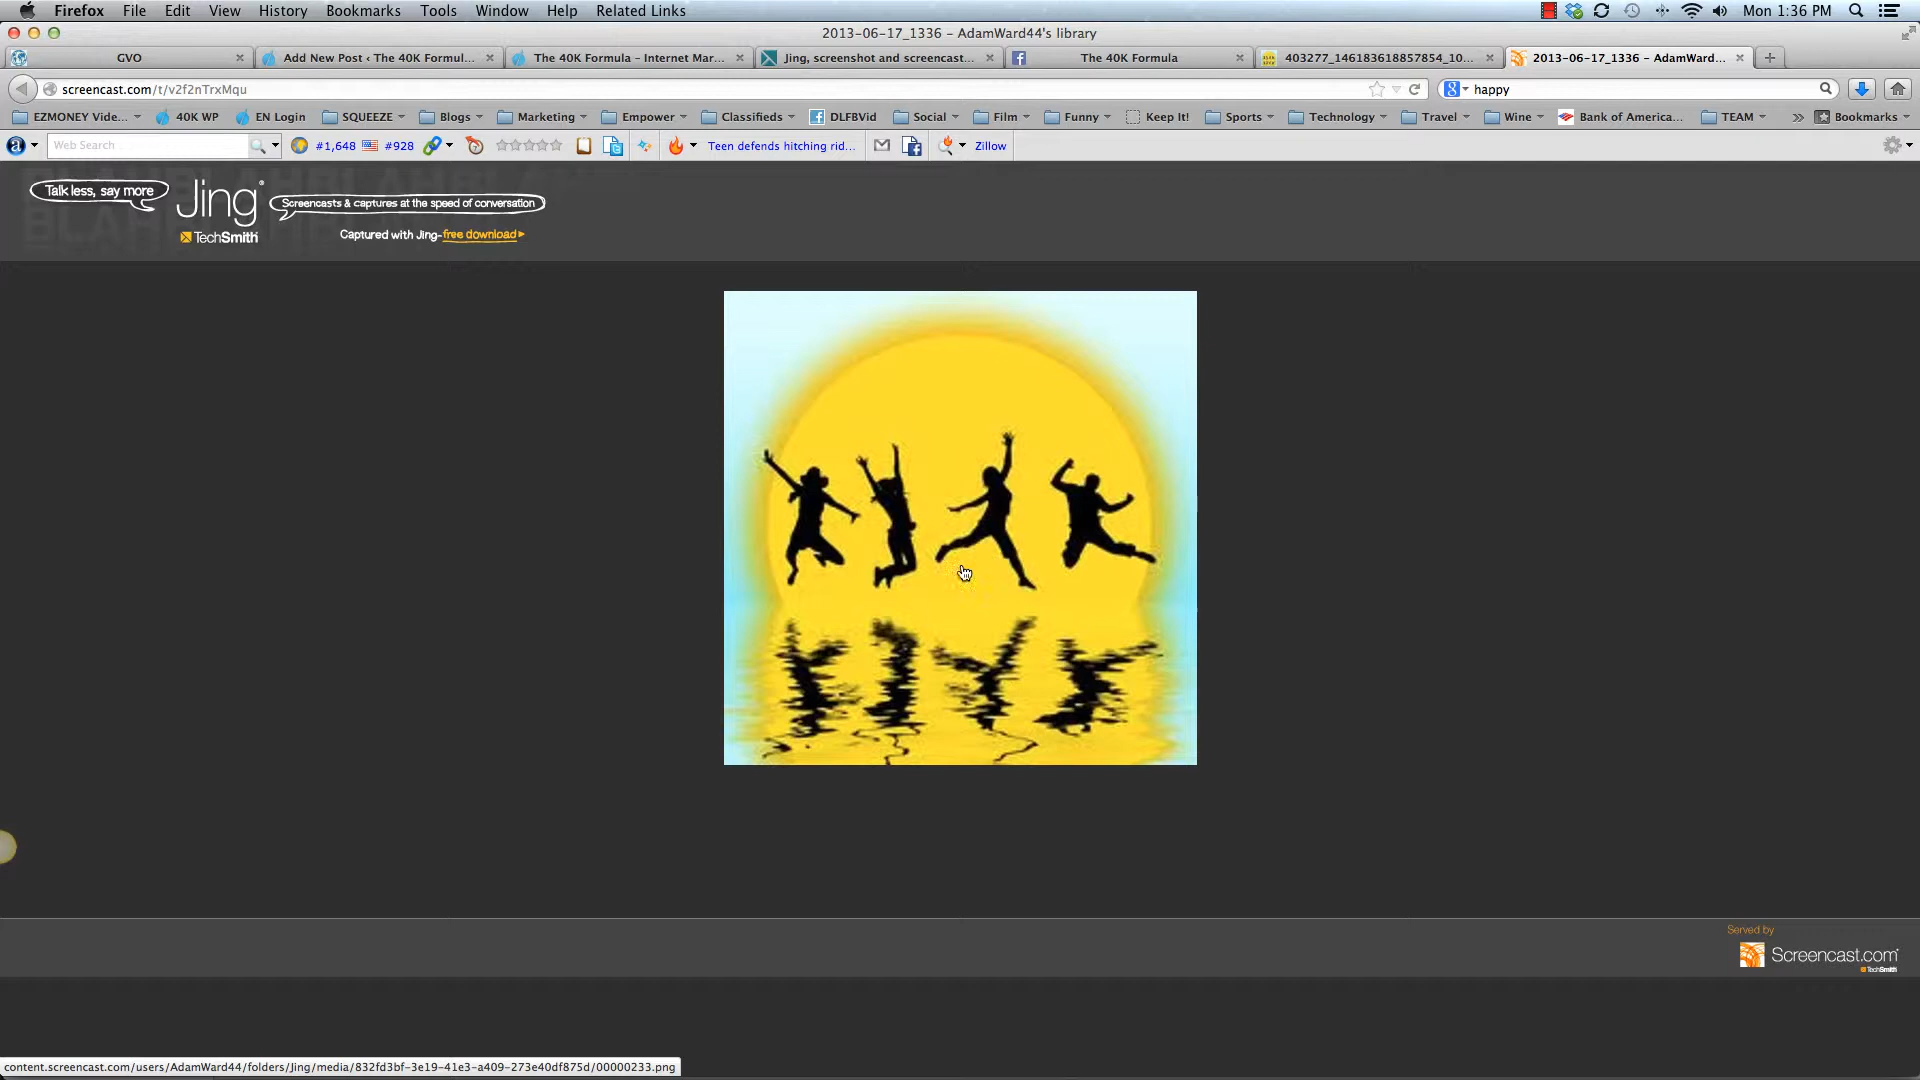 Firefox File Edit View History Bookmarks Tools Window Help Related Links Mon 1:36 PM
2013-06-17_1336 - AdamWard44's library
GVO Add New Post ‹ The 40K Formul... The 40K Formula – Internet Mar... Jing, screenshot and screencast... The 40K Formula 403277_146183618857854_10... 2013-06-17_1336 - AdamWard...
screencast.com/t/v2f2nTrxMqu happy
EZMONEY Vide... 40K WP EN Login SQUEEZE Blogs Marketing Empower Classifieds DLFBVid Social Film Funny Keep It! Sports Technology Travel Wine Bank of America... TEAM Bookmarks
Web Search #1,648 #928 Teen defends hitching rid... Zillow
Talk less, say more Jing® Screencasts & captures at the speed of conversation
TechSmith Captured with Jing-free download
Served by
Screencast.com
TechSmith
content.screencast.com/users/AdamWard44/folders/Jing/media/832fd3bf-3e19-41e3-a409-273e40df875d/00000233.png